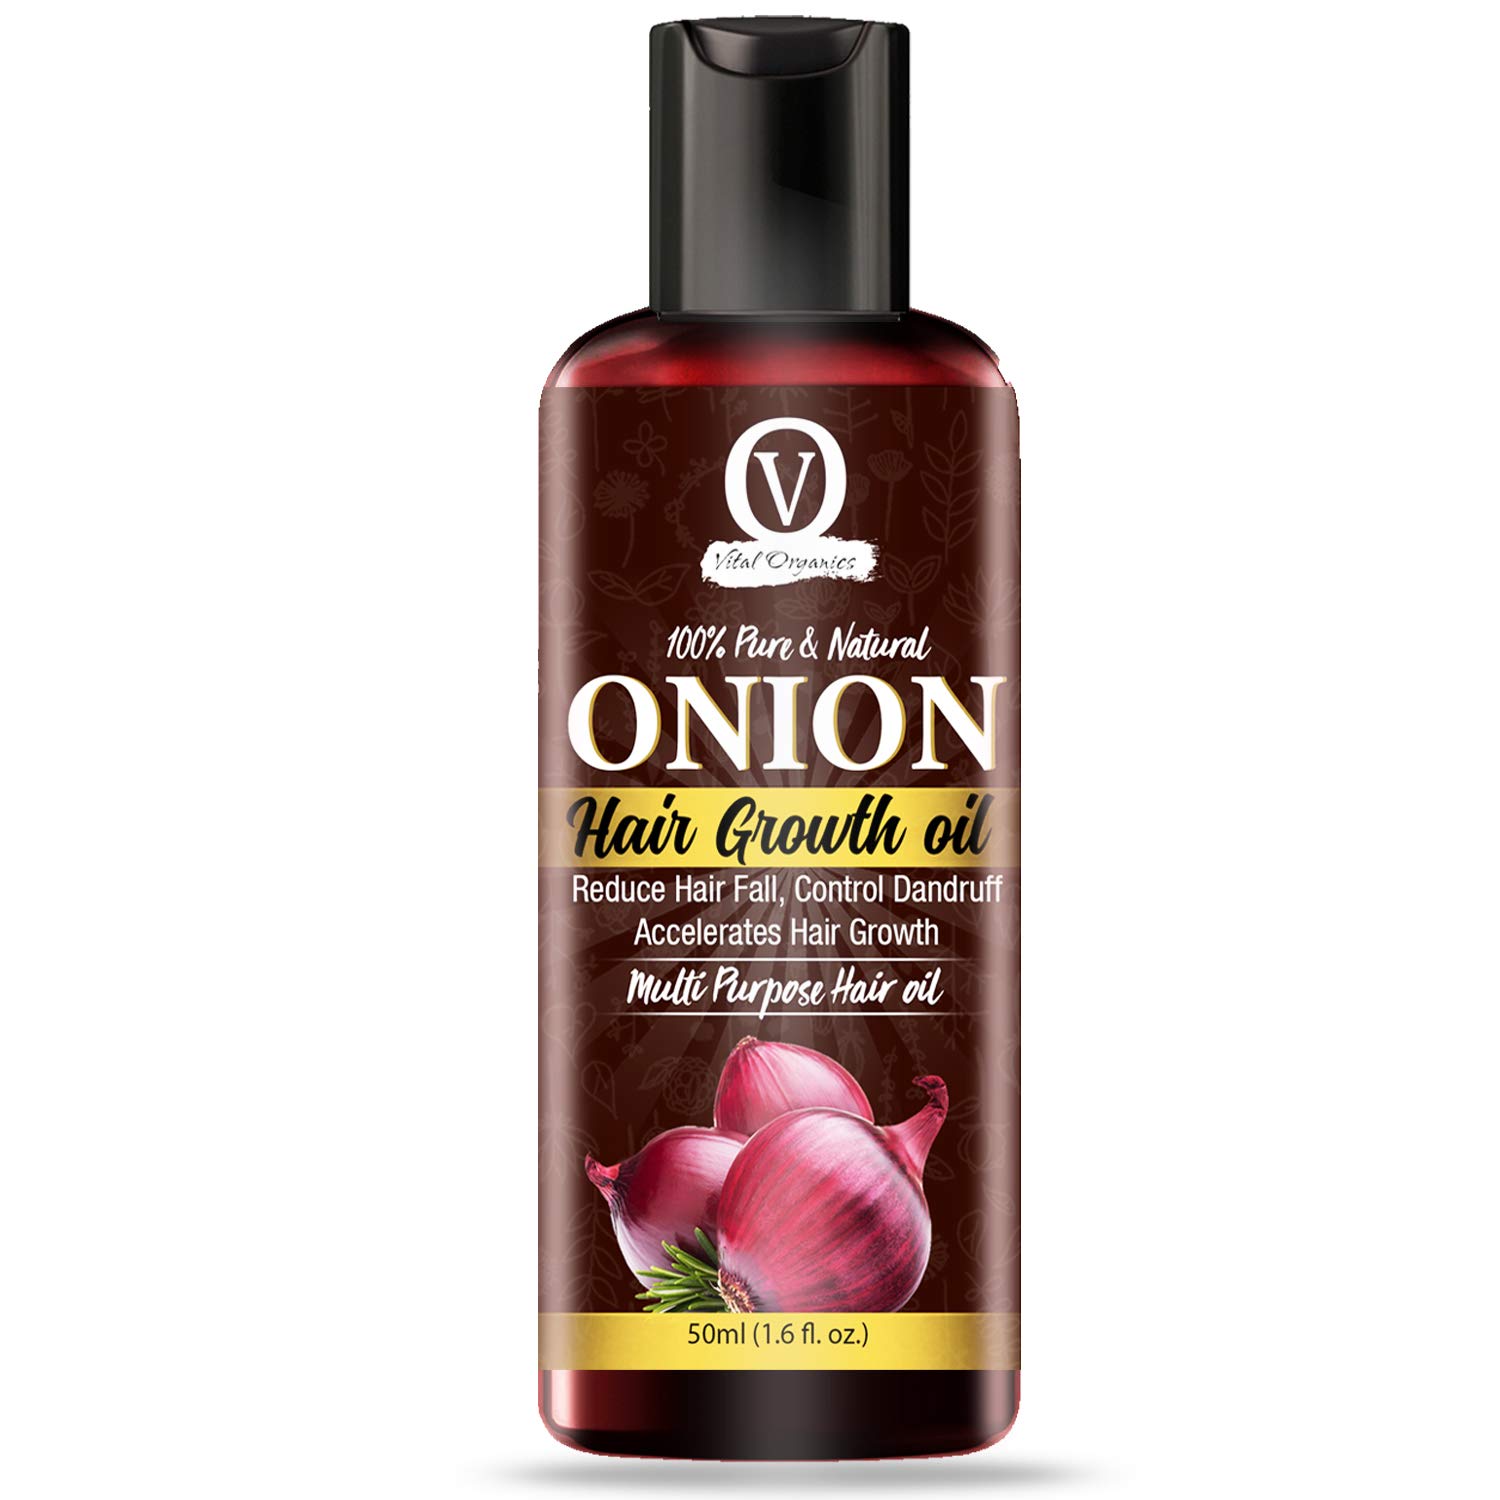 OV
Vital Organics
100% Pure & Natural
ONION
Hair Growth oil
Reduce Hair Fall, Control Dandruff
Accelerates Hair Growth
Multi Purpose Hair oil
50ml (1.6 fl. oz.)